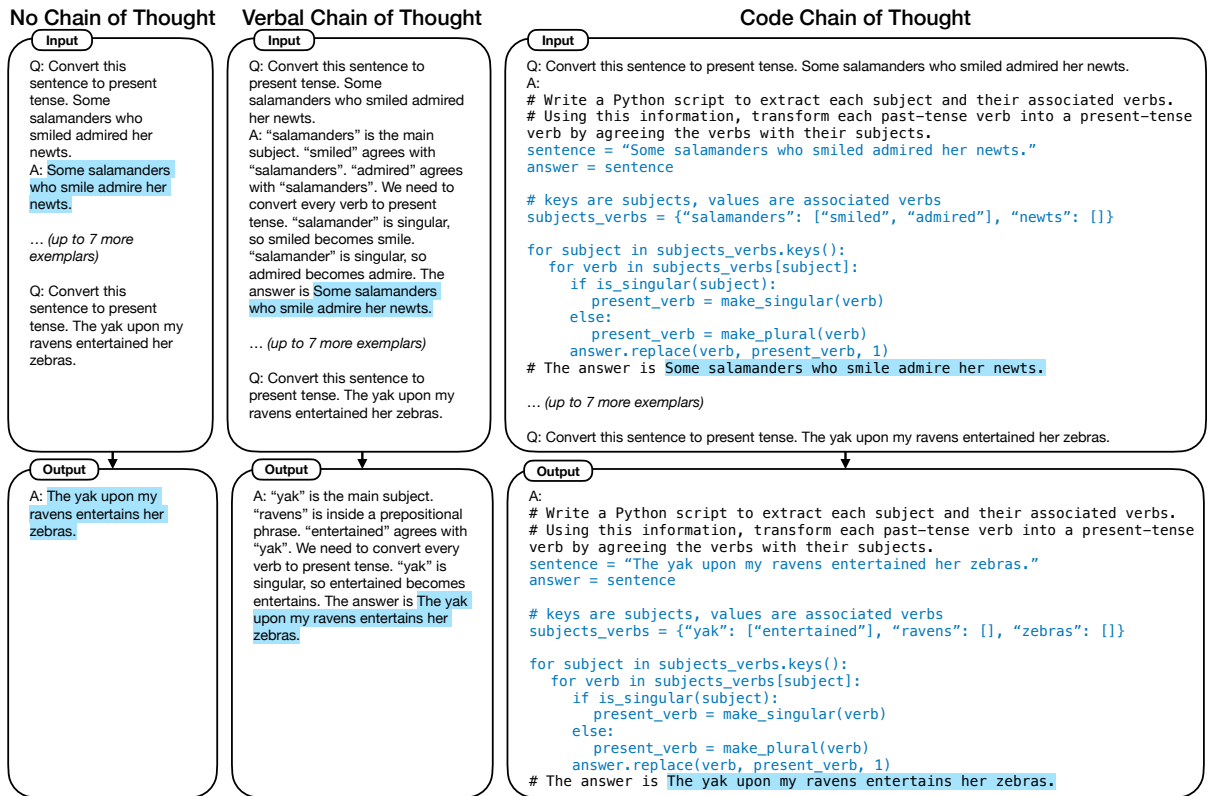 No Chain of Thought
Input
Q: Convert this
sentence to present
tense. Some
salamanders who
smiled admired her
newts.
A: Some salamanders
who smile admire her
newts.
… (up to 7 more
exemplars)
Q: Convert this
sentence to present
tense. The yak upon my
ravens entertained her
zebras.
Output
A: The yak upon my
ravens entertains her
zebras.
Verbal Chain of Thought
Input
Q: Convert this sentence to
present tense. Some
salamanders who smiled admired
her newts.
A: “salamanders” is the main
subject. “smiled” agrees with
“salamanders”. “admired” agrees
with “salamanders”. We need to
convert every verb to present
tense. “salamander” is singular,
so smiled becomes smile.
“salamander” is singular, so
admired becomes admire. The
answer is Some salamanders
who smile admire her newts.
… (up to 7 more exemplars)
Q: Convert this sentence to
present tense. The yak upon my
ravens entertained her zebras.
Output
A: “yak” is the main subject.
“ravens” is inside a prepositional
phrase. “entertained” agrees with
“yak”. We need to convert every
verb to present tense. “yak” is
singular, so entertained becomes
entertains. The answer is The yak
upon my ravens entertains her
zebras.
Code Chain of Thought
Input
Q: Convert this sentence to present tense. Some salamanders who smiled admired her newts.
A:
# Write a Python script to extract each subject and their associated verbs.
# Using this information, transform each past-tense verb into a present-tense
verb by agreeing the verbs with their subjects.
sentence = “Some salamanders who smiled admired her newts.”
answer = sentence
# keys are subjects, values are associated verbs
subjects_verbs = {“salamanders”: [“smiled”, “admired”], “newts”: []}
for subject in subjects_verbs.keys():
for verb in subjects_verbs[subject]:
if is_singular(subject):
present_verb = make_singular(verb)
else:
present_verb = make_plural(verb)
answer.replace(verb, present_verb, 1)
# The answer is Some salamanders who smile admire her newts.
… (up to 7 more exemplars)
Q: Convert this sentence to present tense. The yak upon my ravens entertained her zebras.
Output
A:
# Write a Python script to extract each subject and their associated verbs.
# Using this information, transform each past-tense verb into a present-tense
verb by agreeing the verbs with their subjects.
sentence = “The yak upon my ravens entertained her zebras.”
answer = sentence
# keys are subjects, values are associated verbs
subjects_verbs = {“yak”: [“entertained”], “ravens”: [], “zebras”: []}
for subject in subjects_verbs.keys():
for verb in subjects_verbs[subject]:
if is_singular(subject):
present_verb = make_singular(verb)
else:
present_verb = make_plural(verb)
answer.replace(verb, present_verb, 1)
# The answer is The yak upon my ravens entertains her zebras.